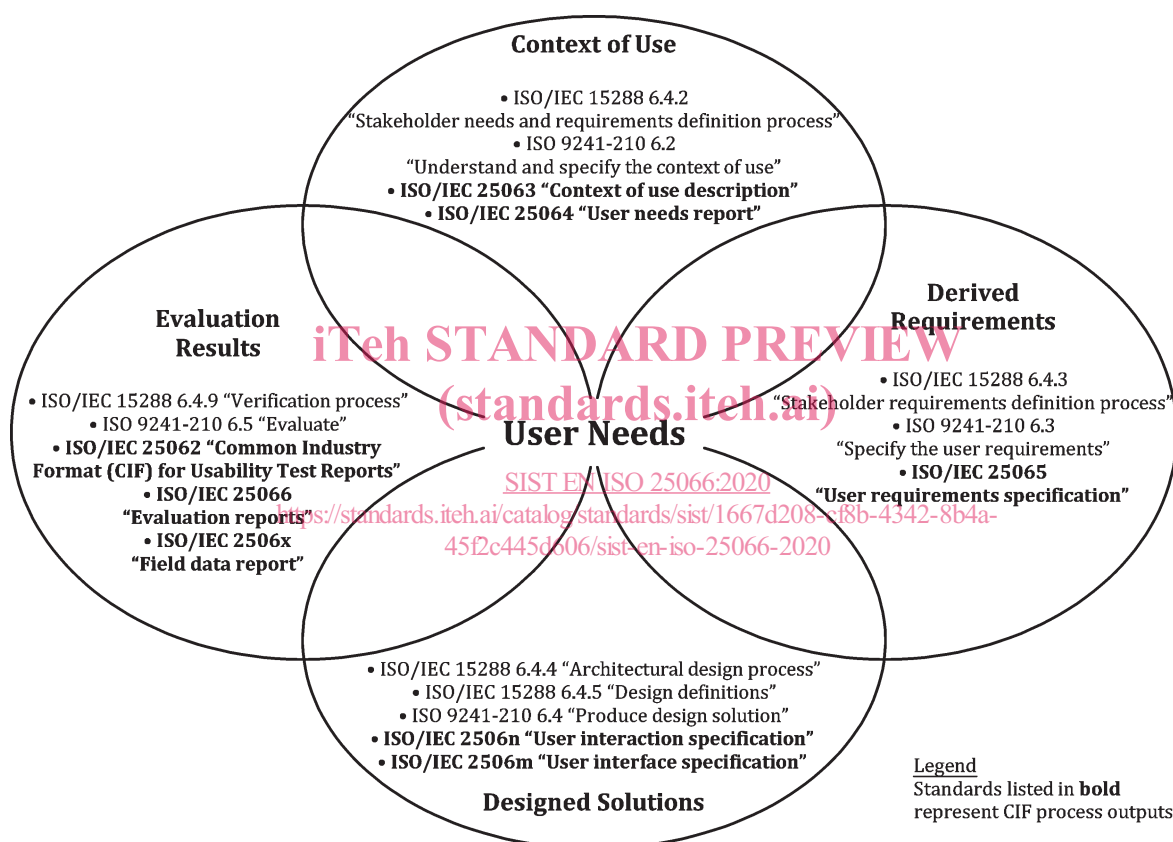 Context of Use
• ISO/IEC 15288 6.4.2
“Stakeholder needs and requirements definition process”
• ISO 9241-210 6.2
“Understand and specify the context of use”
• ISO/IEC 25063 “Context of use description”
• ISO/IEC 25064 “User needs report”
Evaluation
Results
• ISO/IEC 15288 6.4.9 “Verification process”
• ISO 9241-210 6.5 “Evaluate”
• ISO/IEC 25062 “Common Industry
Format (CIF) for Usability Test Reports”
• ISO/IEC 25066
“Evaluation reports”
• ISO/IEC 2506x
“Field data report”
Derived
Requirements
• ISO/IEC 15288 6.4.3
“Stakeholder requirements definition process”
• ISO 9241-210 6.3
“Specify the user requirements”
• ISO/IEC 25065
“User requirements specification”
iTeh STANDARD PREVIEW
(standards.iteh.ai)
User Needs
SIST EN ISO 25066:2020
https://standards.iteh.ai/catalog/standards/sist/1667d208-cf8b-4342-8b4a-
45f2c445d606/sist-en-iso-25066-2020
• ISO/IEC 15288 6.4.4 “Architectural design process”
• ISO/IEC 15288 6.4.5 “Design definitions”
• ISO 9241-210 6.4 “Produce design solution”
• ISO/IEC 2506n “User interaction specification”
• ISO/IEC 2506m “User interface specification”
Designed Solutions
Legend
Standards listed in bold
represent CIF process outputs